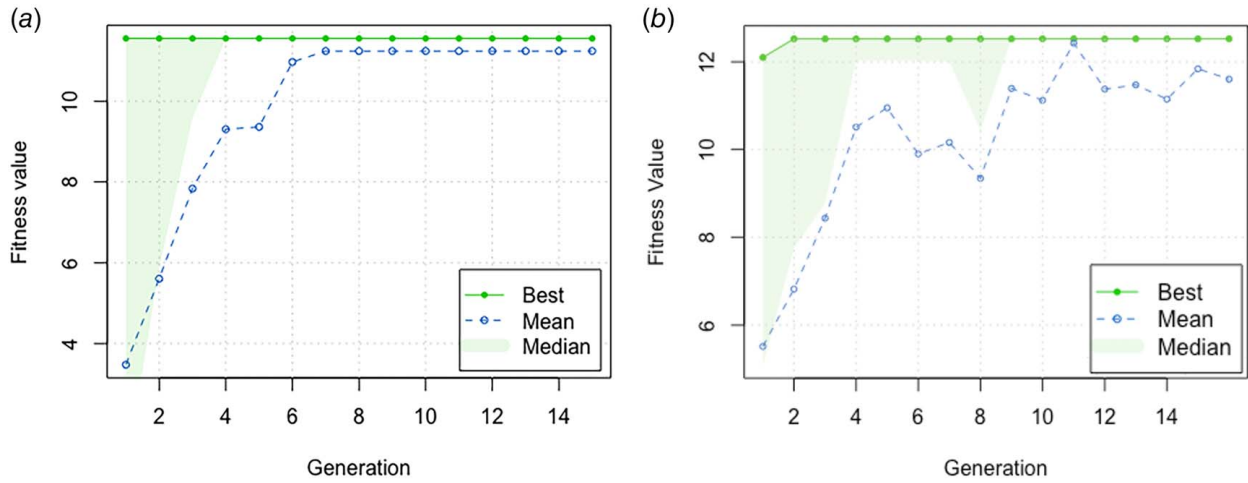 (a)
Fitness value
10
8
6
4
2 4 6 8 10 12 14
Generation
Best
Mean
Median
(b)
Fitness Value
12
10
8
6
2 4 6 8 10 12 14
Generation
Best
Mean
Median